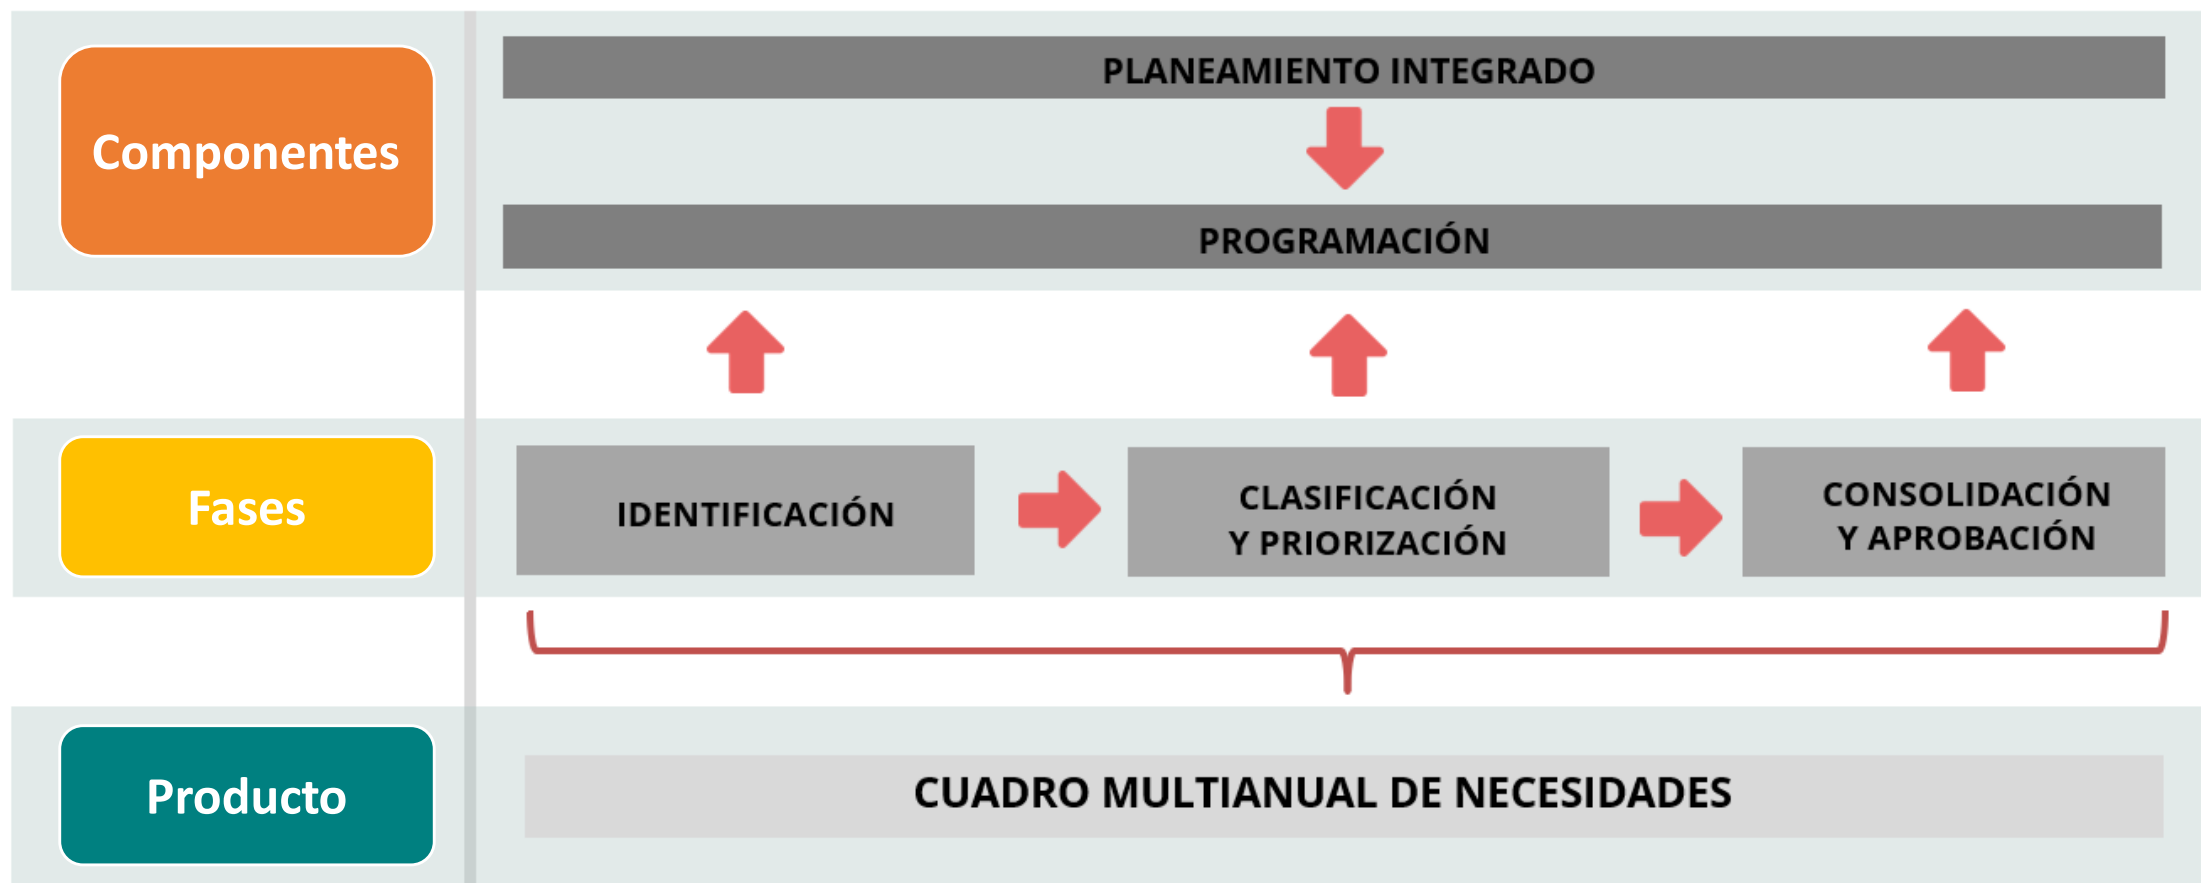 Componentes
PLANEAMIENTO INTEGRADO
PROGRAMACIÓN
Fases
IDENTIFICACIÓN
CLASIFICACIÓN
Y PRIORIZACIÓN
CONSOLIDACIÓN
Y APROBACIÓN
Producto
CUADRO MULTIANUAL DE NECESIDADES